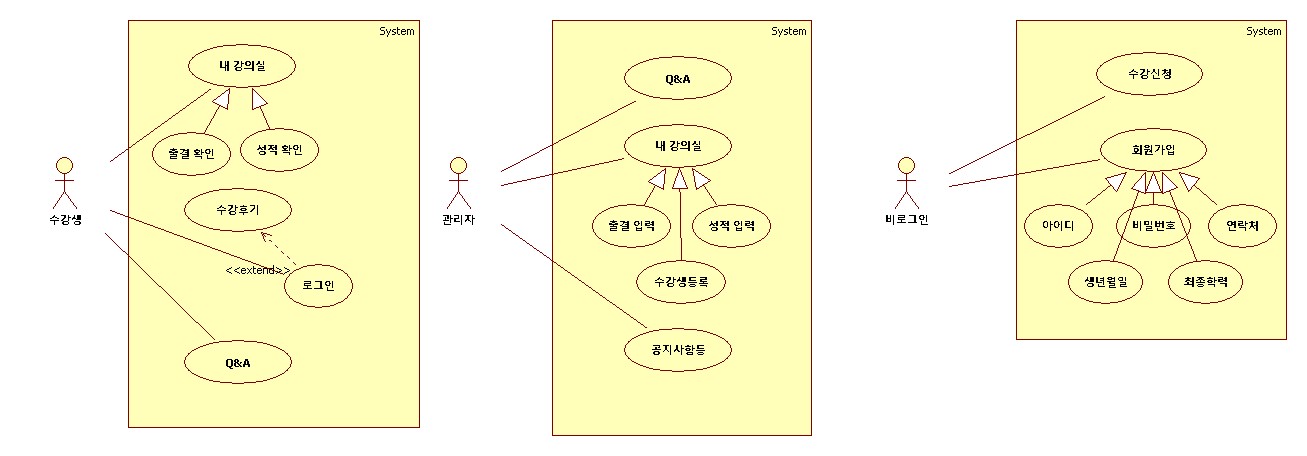 System
내 강의실
출결 확인
성적 확인
수강생
수강후기
<<extend>>
로그인
Q&A
System
Q&A
내 강의실
관리자
출결 입력
성적 입력
수강생등록
공지사항등
System
수강신청
회원가입
비로그인
아이디
비밀번호
연락처
생년월일
최종학력